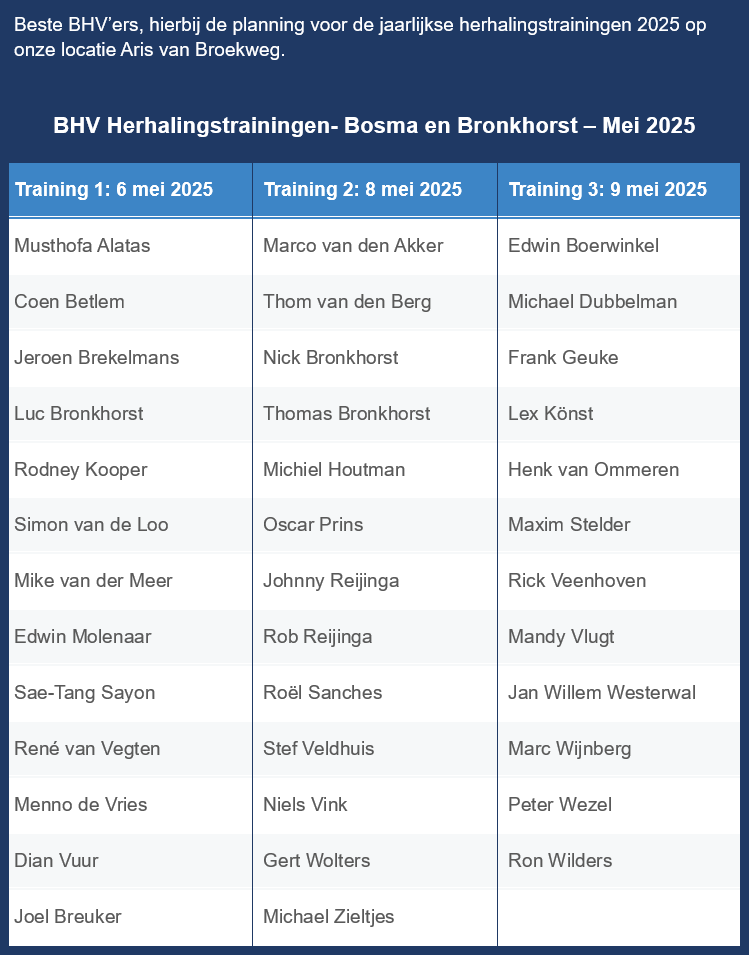 Beste BHV’ers, hierbij de planning voor de jaarlijkse herhalingstrainingen 2025 op
onze locatie Aris van Broekweg.
BHV Herhalingstrainingen- Bosma en Bronkhorst – Mei 2025
Training 1: 6 mei 2025 Training 2: 8 mei 2025 Training 3: 9 mei 2025
Musthofa Alatas Marco van den Akker Edwin Boerwinkel
Coen Betlem Thom van den Berg Michael Dubbelman
Jeroen Brekelmans Nick Bronkhorst Frank Geuke
Luc Bronkhorst Thomas Bronkhorst Lex Könst
Rodney Kooper Michiel Houtman Henk van Ommeren
Simon van de Loo Oscar Prins Maxim Stelder
Mike van der Meer Johnny Reijinga Rick Veenhoven
Edwin Molenaar Rob Reijinga Mandy Vlugt
Sae-Tang Sayon Roël Sanches Jan Willem Westerwal
René van Vegten Stef Veldhuis Marc Wijnberg
Menno de Vries Niels Vink Peter Wezel
Dian Vuur Gert Wolters Ron Wilders
Joel Breuker Michael Zieltjes